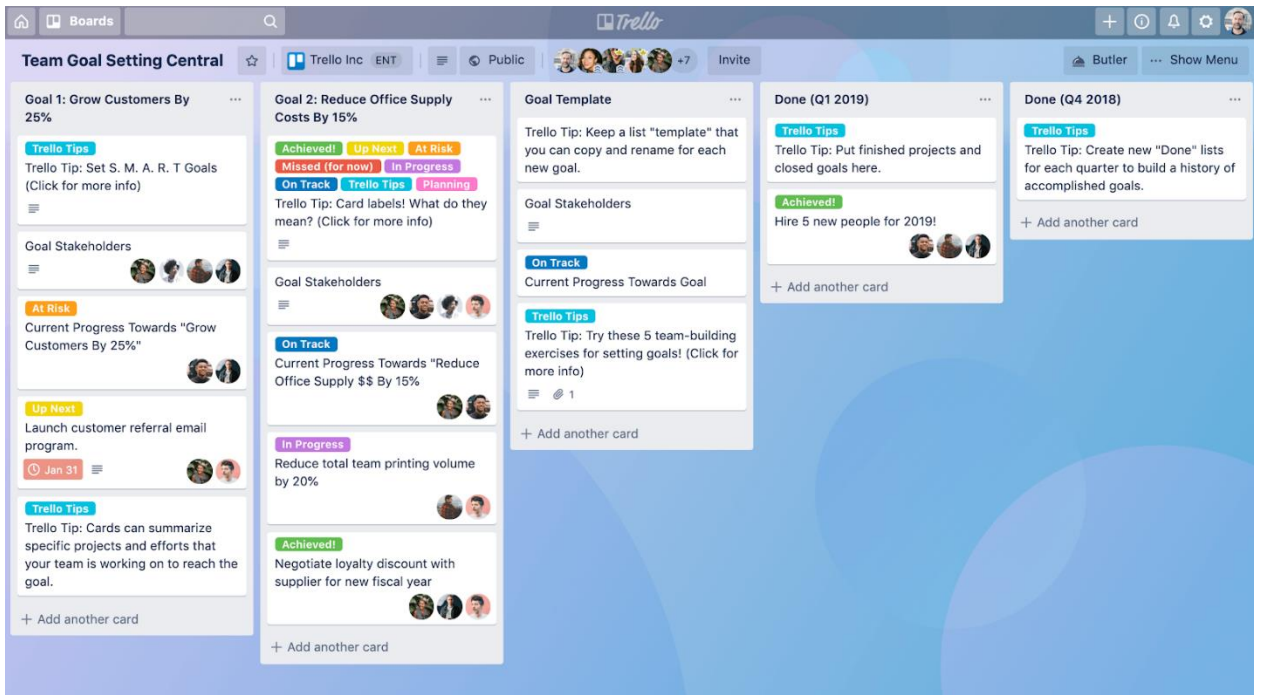 Boards
Trello
Team Goal Setting Central
Trello Inc ENT
Public
+7
Invite
Butler
... Show Menu
Goal 1: Grow Customers By
25%
Trello Tips
Trello Tip: Set S. M. A. R. T Goals
(Click for more info)
Goal Stakeholders
At Risk
Current Progress Towards "Grow
Customers By 25%"
Up Next
Launch customer referral email
program.
Jan 31
Trello Tips
Trello Tip: Cards can summarize
specific projects and efforts that
your team is working on to reach the
goal.
+ Add another card
Goal 2: Reduce Office Supply
Costs By 15%
Achieved! Up Next At Risk
Missed (for now) In Progress
On Track Trello Tips Planning
Trello Tip: Card labels! What do they
mean? (Click for more info)
Goal Stakeholders
On Track
Current Progress Towards "Reduce
Office Supply $$ By 15%
In Progress
Reduce total team printing volume
by 20%
Achieved!
Negotiate loyalty discount with
supplier for new fiscal year
+ Add another card
Goal Template
Trello Tip: Keep a list "template" that
you can copy and rename for each
new goal.
Goal Stakeholders
On Track
Current Progress Towards Goal
Trello Tips
Trello Tip: Try these 5 team-building
exercises for setting goals! (Click for
more info)
1
+ Add another card
Done (Q1 2019)
Trello Tips
Trello Tip: Put finished projects and
closed goals here.
Achieved!
Hire 5 new people for 2019!
+ Add another card
Done (Q4 2018)
Trello Tips
Trello Tip: Create new "Done" lists
for each quarter to build a history of
accomplished goals.
+ Add another card